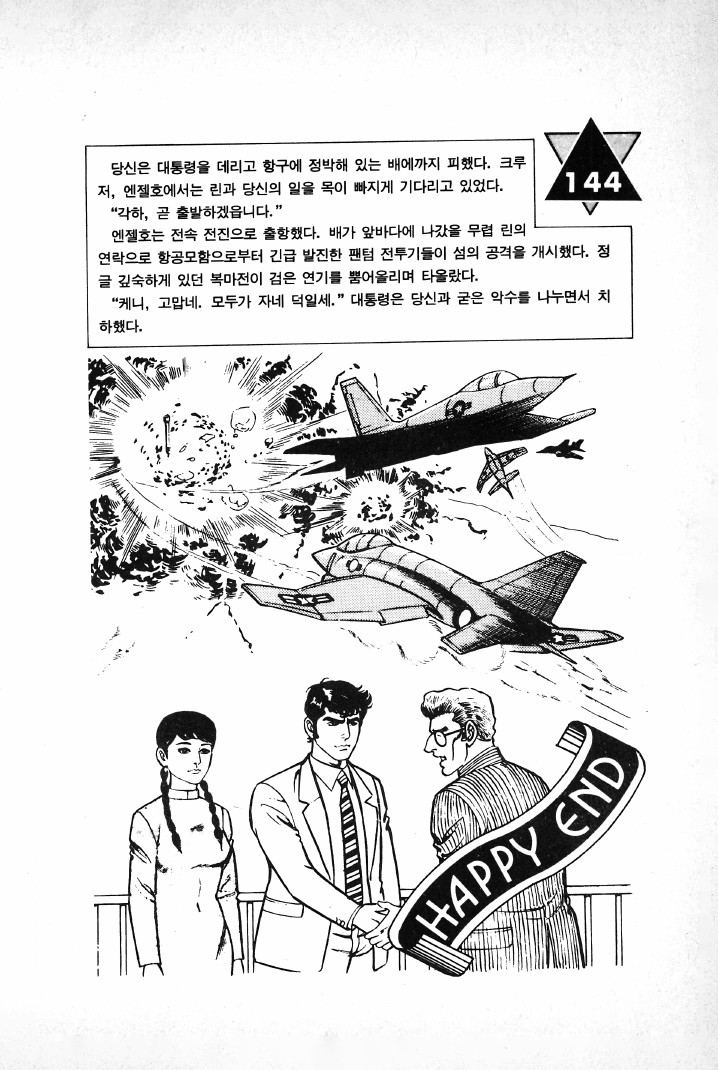 당신은 대통령을 데리고 항구에 정박해 있는 배에까지 피했다. 크루
저, 엔젤호에서는 린과 당신의 일을 목이 빠지게 기다리고 있었다.
“각하, 곧 출발하겠읍니다.”
엔젤호는 전속 전진으로 출항했다. 배가 앞바다에 나갔을 무렵 린의
연락으로 항공모함으로부터 긴급 발진한 팬텀 전투기들이 섬의 공격을 개시했다. 정
글 깊숙하게 있던 복마전이 검은 연기를 뿜어올리며 타올랐다.
“케니, 고맙네. 모두가 자네 덕일세.” 대통령은 당신과 굳은 악수를 나누면서 치
하했다.
144
HAPPY END